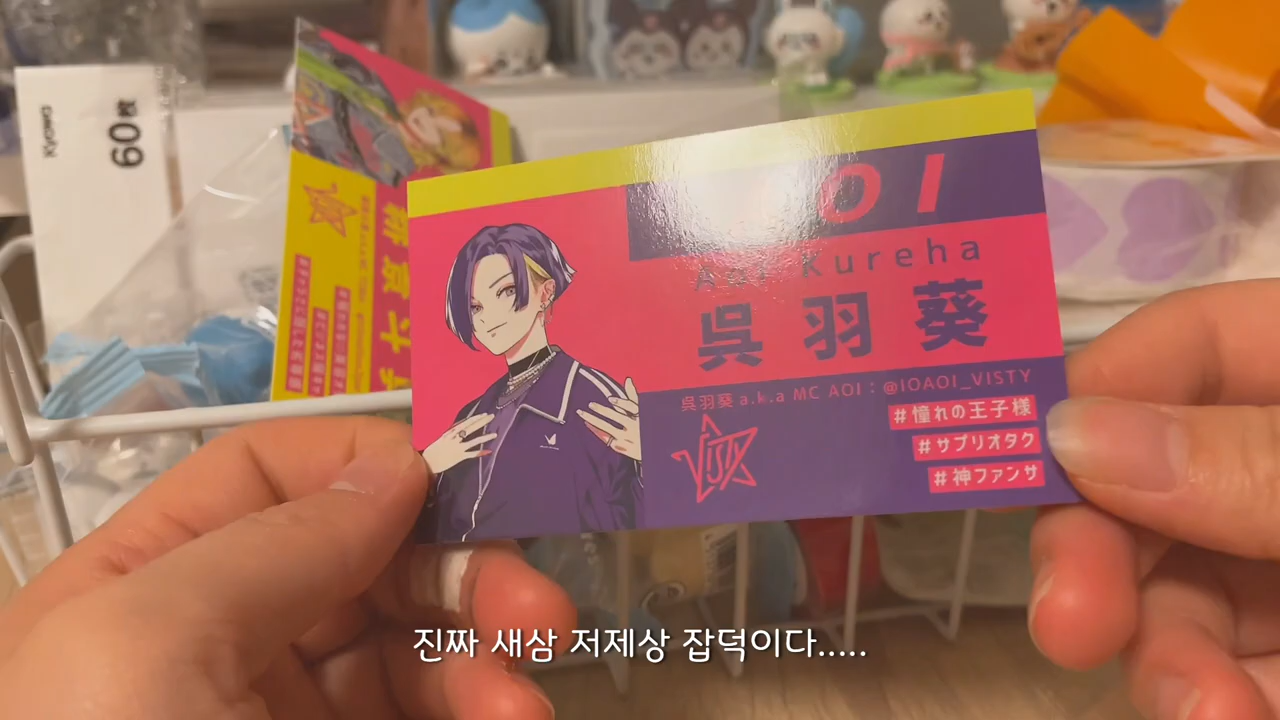 60枚
OI
Aoi Kureha
呉羽葵
呉羽葵 a.k.a MC AOI : @IOAOI_VISTY
VISTY
#憧れの王子様
#サプリオタク
#神ファンサ
진짜 새삼 저제상 잡덕이다.....